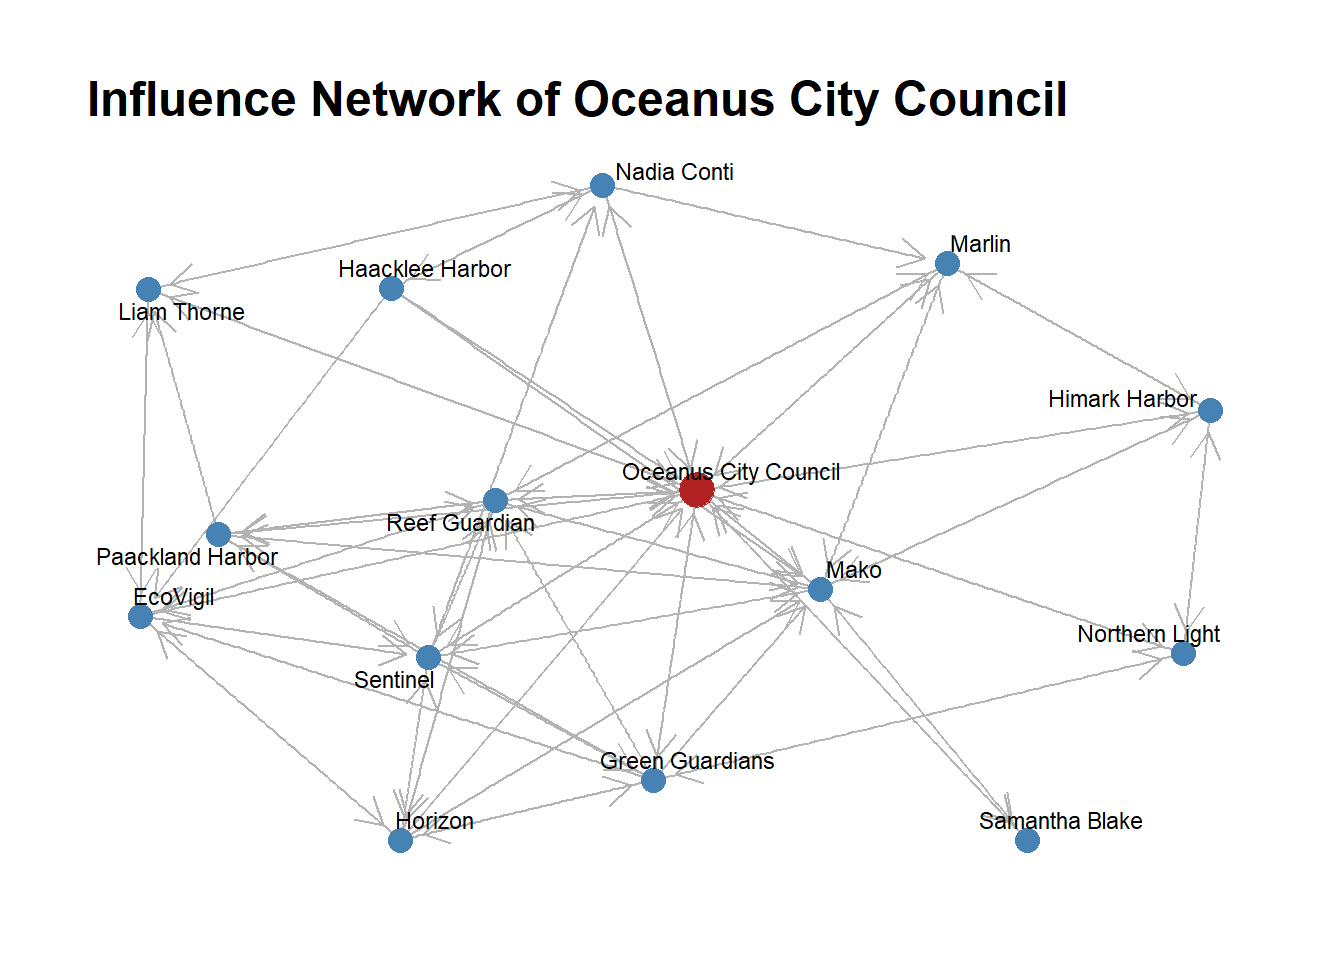 Influence Network of Oceanus City Council
Nadia Conti
Marlin
Haacklee Harbor
Liam Thorne
Himark Harbor
Oceanus City Council
Reef Guardian
Paackland Harbor
Mako
EcoVigil
Northern Light
Sentinel
Green Guardians
Horizon
Samantha Blake